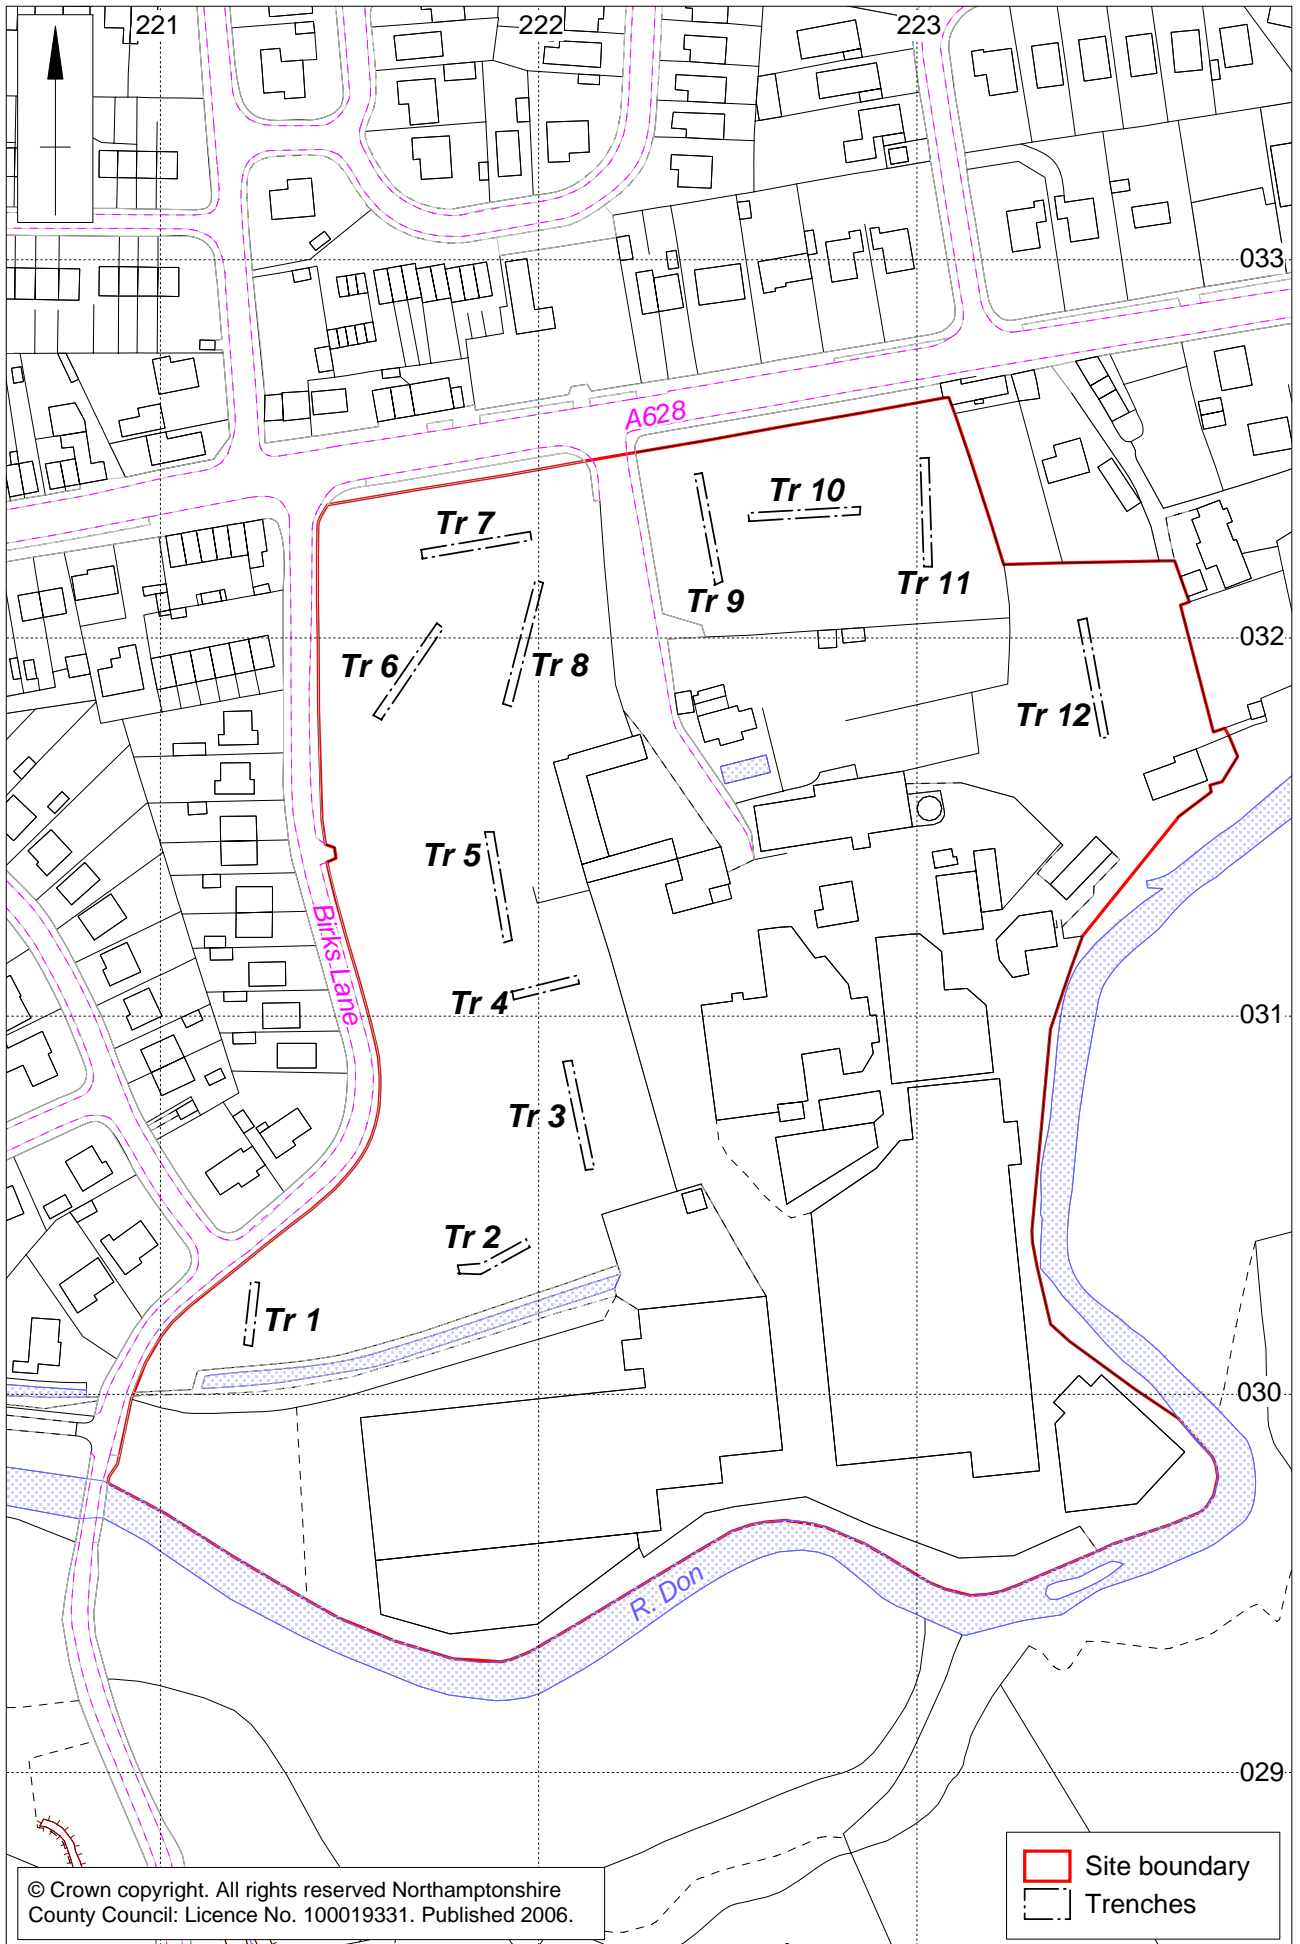 221
222
223
033
A628
Tr 10
Tr 7
Tr 11
Tr 9
032
Tr 6
Tr 8
Tr 12
Tr 5
Birks Lane
Tr 4
031
Tr 3
Tr 2
Tr 1
030
R. Don
029
Site boundary
Trenches
© Crown copyright. All rights reserved Northamptonshire
County Council: Licence No. 100019331. Published 2006.